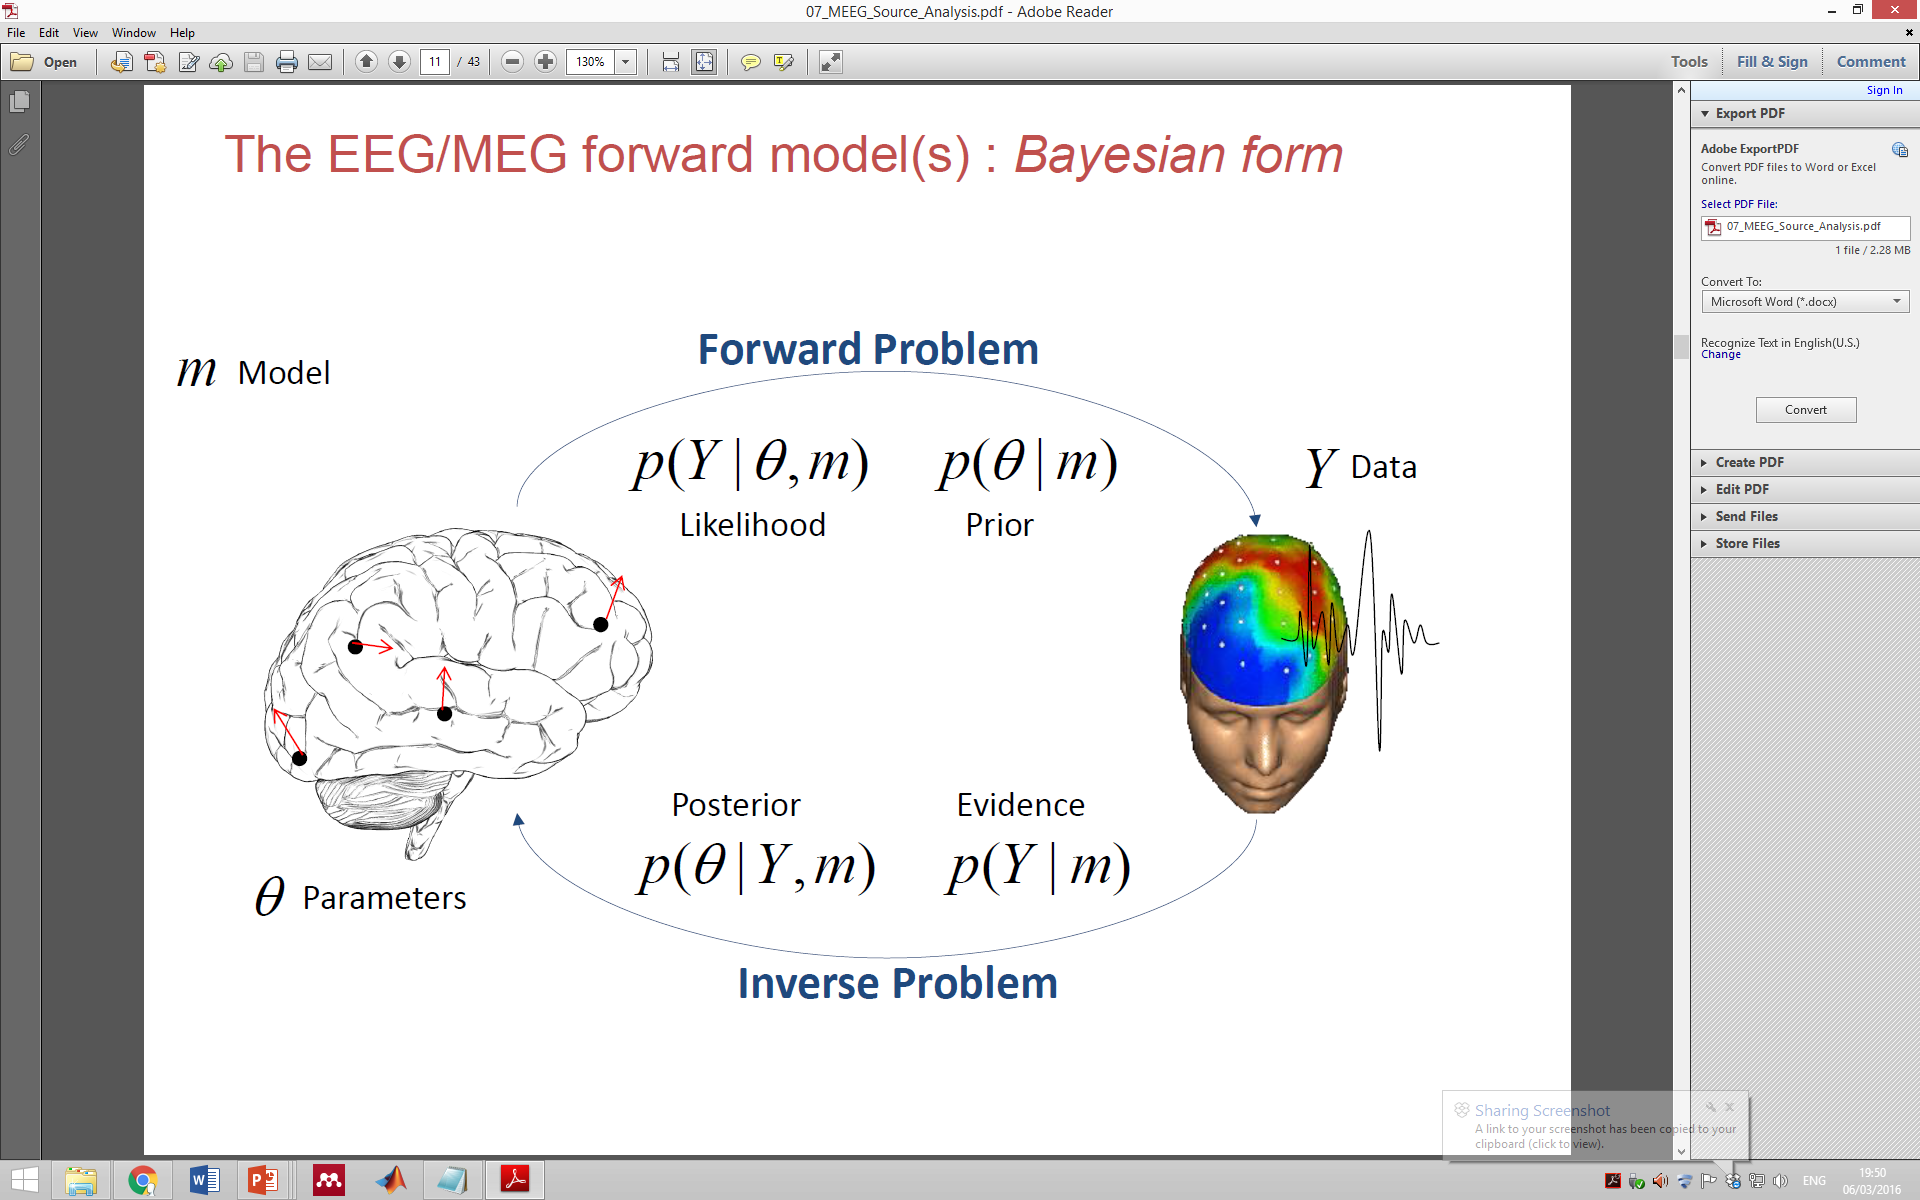 07_MEEG_Source_Analysis.pdf - Adobe Reader
File Edit View Window Help
Open 11 / 43 130% Tools Fill & Sign Comment
Sign In
The EEG/MEG forward model(s) : Bayesian form
m Model
Forward Problem
p(Y | θ, m) p(θ | m)
Likelihood Prior
Y Data
Posterior Evidence
p(θ | Y, m) p(Y | m)
θ Parameters
Inverse Problem
Export PDF
Adobe ExportPDF
Convert PDF files to Word or Excel
online.
Select PDF File:
07_MEEG_Source_Analysis.pdf
1 file / 2.28 MB
Convert To:
Microsoft Word (*.docx)
Recognize Text in English(U.S.)
Change
Convert
Create PDF
Edit PDF
Send Files
Store Files
Sharing Screenshot
A link to your screenshot has been copied to your
clipboard (click to view).
ENG
19:50
06/03/2016